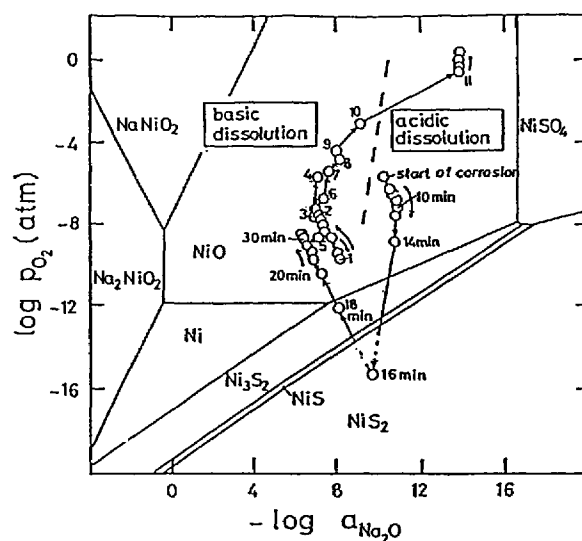 log pO2 (atm)
0
-4
-8
-12
-16
NaNiO2
basic
dissolution
acidic
dissolution
NiSO4
11
10
9
8
4
7
6
3
2
5
1
start of corrosion
10min
14min
30min
20min
18
min
16min
NiO
Na2NiO2
Ni
Ni3S2
NiS
NiS2
0
4
8
12
16
-log aNa2O